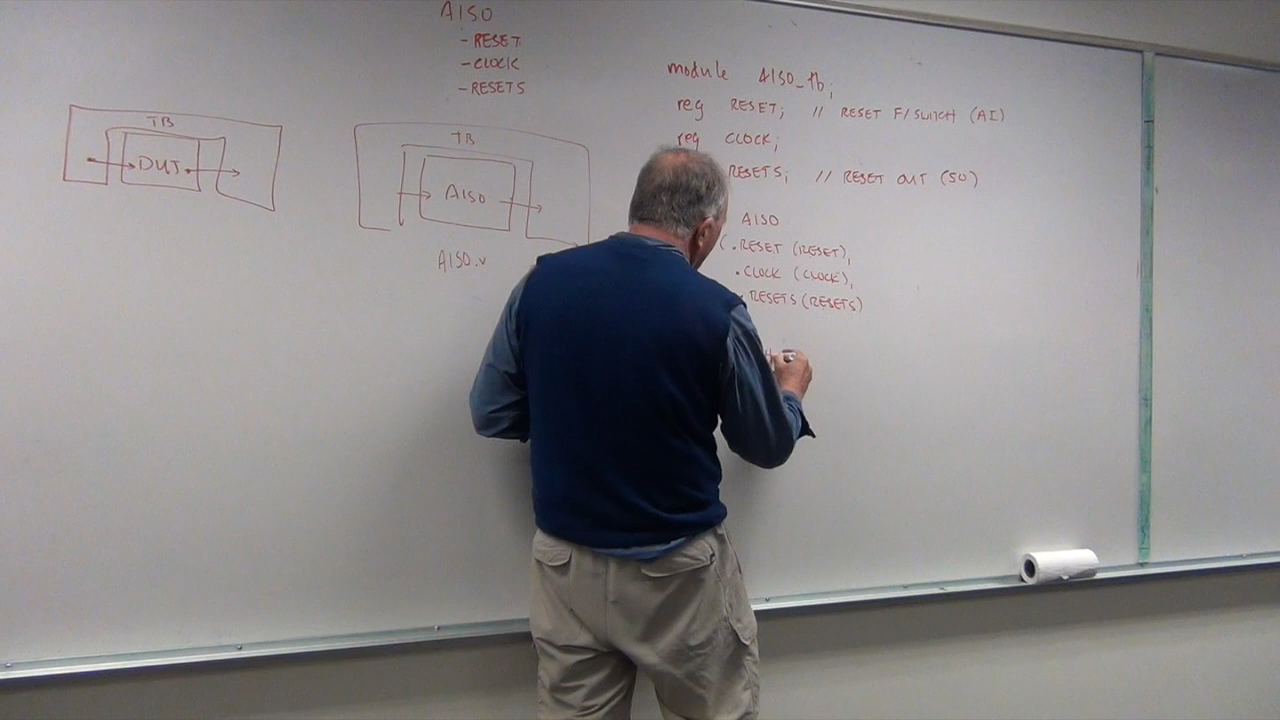 AISO
-RESET
-CLOCK
-RESETS
TB
DUT
TB
AISO
AISO.v
module AISO_tb;
reg RESET; // RESET F/SWITCH (AI)
reg CLOCK;
RESETS; // RESET OUT (SO)
AISO
(.RESET (RESET),
.CLOCK (CLOCK),
.RESETS (RESETS)